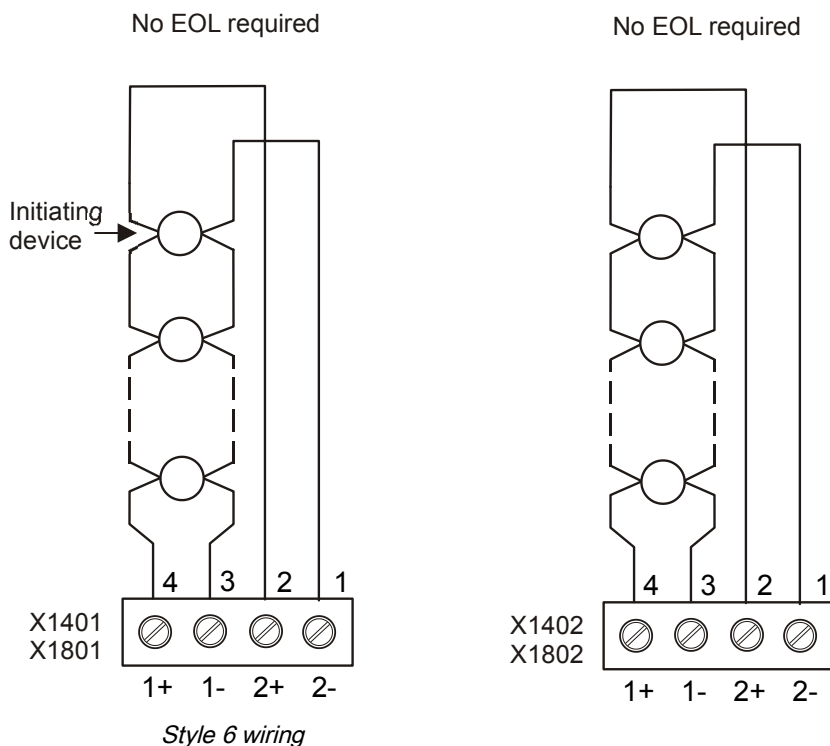 No EOL required
Initiating
device
4 3 2 1
X1401
X1801
1+ 1- 2+ 2-
Style 6 wiring
No EOL required
4 3 2 1
X1402
X1802
1+ 1- 2+ 2-